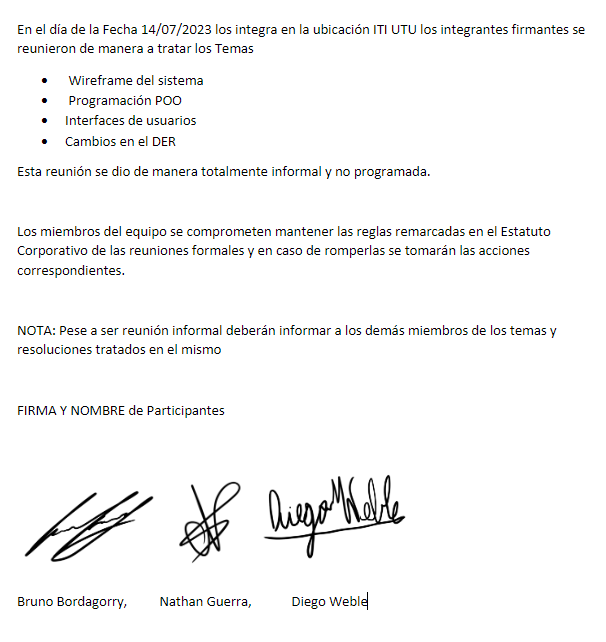 En el día de la Fecha 14/07/2023 los integra en la ubicación ITI UTU los integrantes firmantes se
reunieron de manera a tratar los Temas
• Wireframe del sistema
• Programación POO
• Interfaces de usuarios
• Cambios en el DER
Esta reunión se dio de manera totalmente informal y no programada.
Los miembros del equipo se comprometen mantener las reglas remarcadas en el Estatuto
Corporativo de las reuniones formales y en caso de romperlas se tomarán las acciones
correspondientes.
NOTA: Pese a ser reunión informal deberán informar a los demás miembros de los temas y
resoluciones tratados en el mismo
FIRMA Y NOMBRE de Participantes
Diego Weble
Bruno Bordagorry, Nathan Guerra, Diego Weble